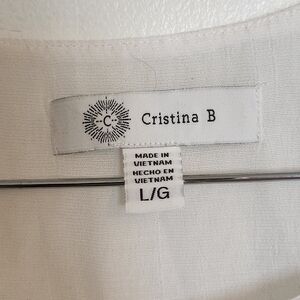 -C-
Cristina B
MADE IN
VIETNAM
HECHO EN
VIETNAM
L/G